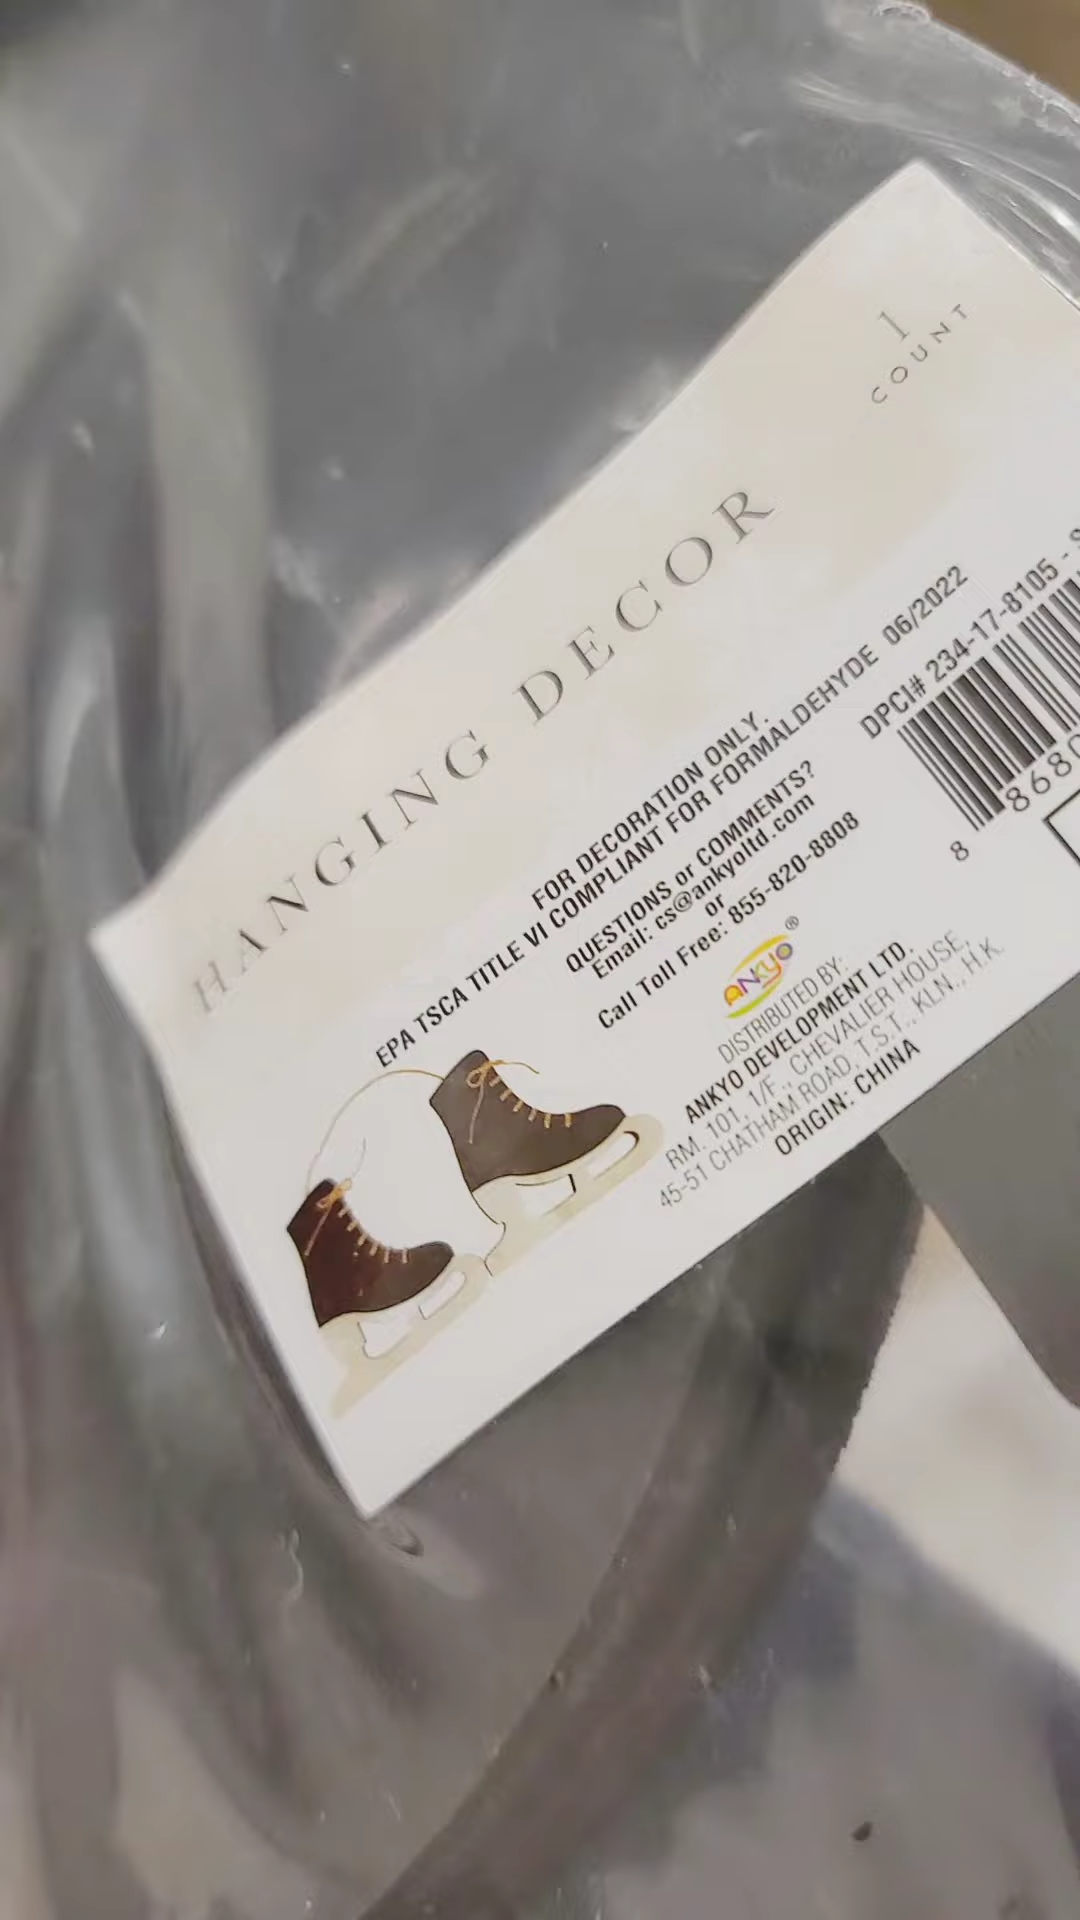 1
COUNT
HANGING DECOR
FOR DECORATION ONLY.
EPA TSCA TITLE VI COMPLIANT FOR FORMALDEHYDE 06/2022
QUESTIONS or COMMENTS?
Email: cs@ankyoltd.com
or
Call Toll Free: 855-820-8808
ANKYO®
DISTRIBUTED BY:
ANKYO DEVELOPMENT LTD.
RM. 101, 1/F., CHEVALIER HOUSE,
45-51 CHATHAM ROAD, T.S.T., KLN., H.K.
ORIGIN: CHINA
DPCI# 234-17-8105 -
8 8680